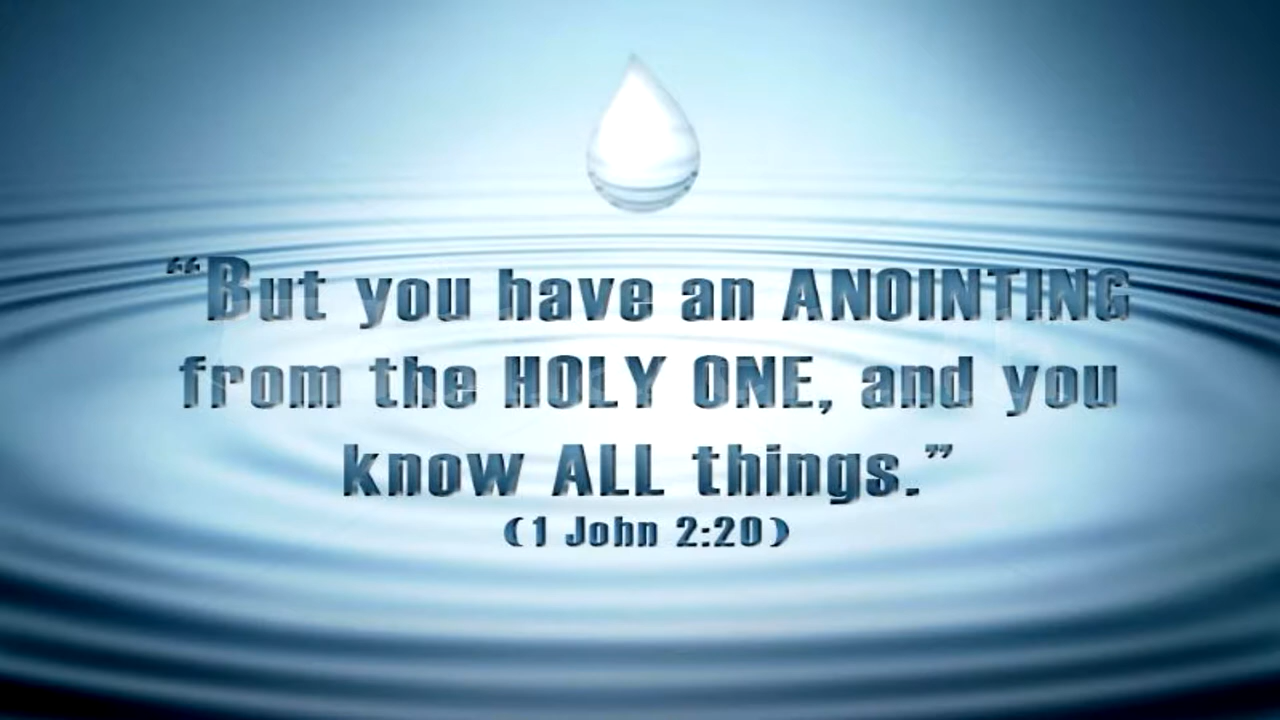 “But you have an ANOINTING
from the HOLY ONE, and you
know ALL things.”
(1 John 2:20)